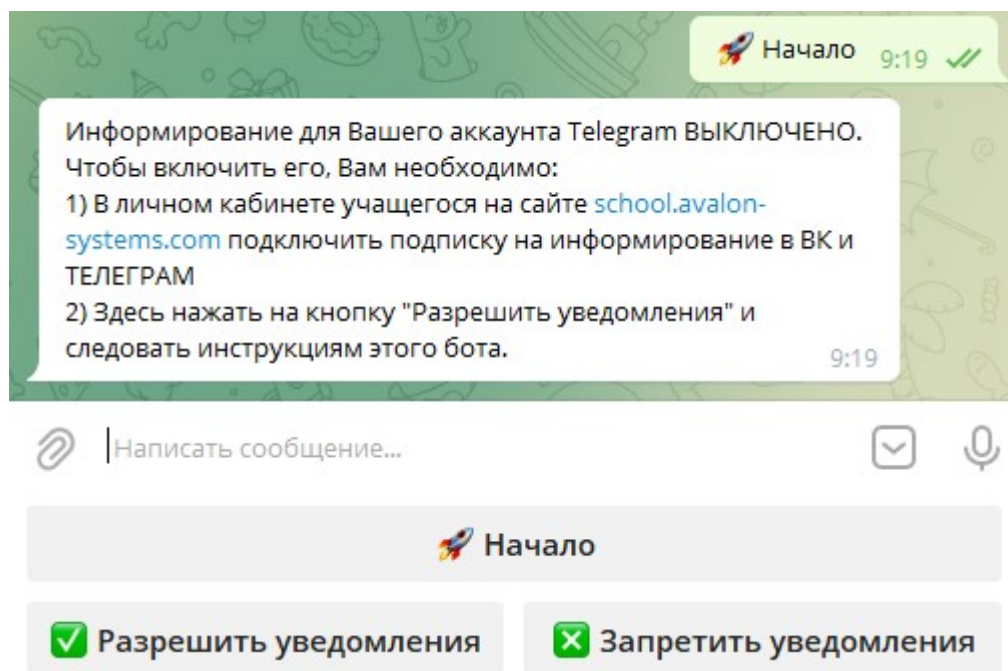 🚀 Начало 9:19
Информирование для Вашего аккаунта Telegram ВЫКЛЮЧЕНО.
Чтобы включить его, Вам необходимо:
1) В личном кабинете учащегося на сайте school.avalon-
systems.com подключить подписку на информирование в ВК и
ТЕЛЕГРАМ
2) Здесь нажать на кнопку "Разрешить уведомления" и
следовать инструкциям этого бота.
9:19
Написать сообщение...
🚀 Начало
✅ Разрешить уведомления
❎ Запретить уведомления